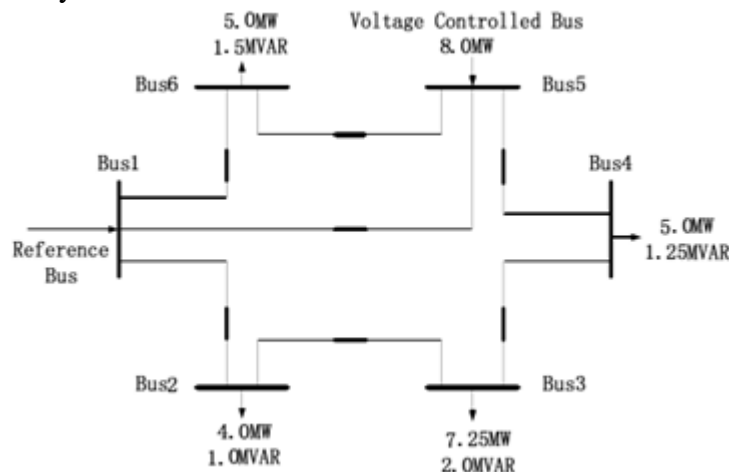 5.0MW
1.5MVAR
Voltage Controlled Bus
8.0MW
Bus6
Bus5
Bus1
Bus4
Reference
Bus
5.0MW
1.25MVAR
Bus2
Bus3
4.0MW
1.0MVAR
7.25MW
2.0MVAR